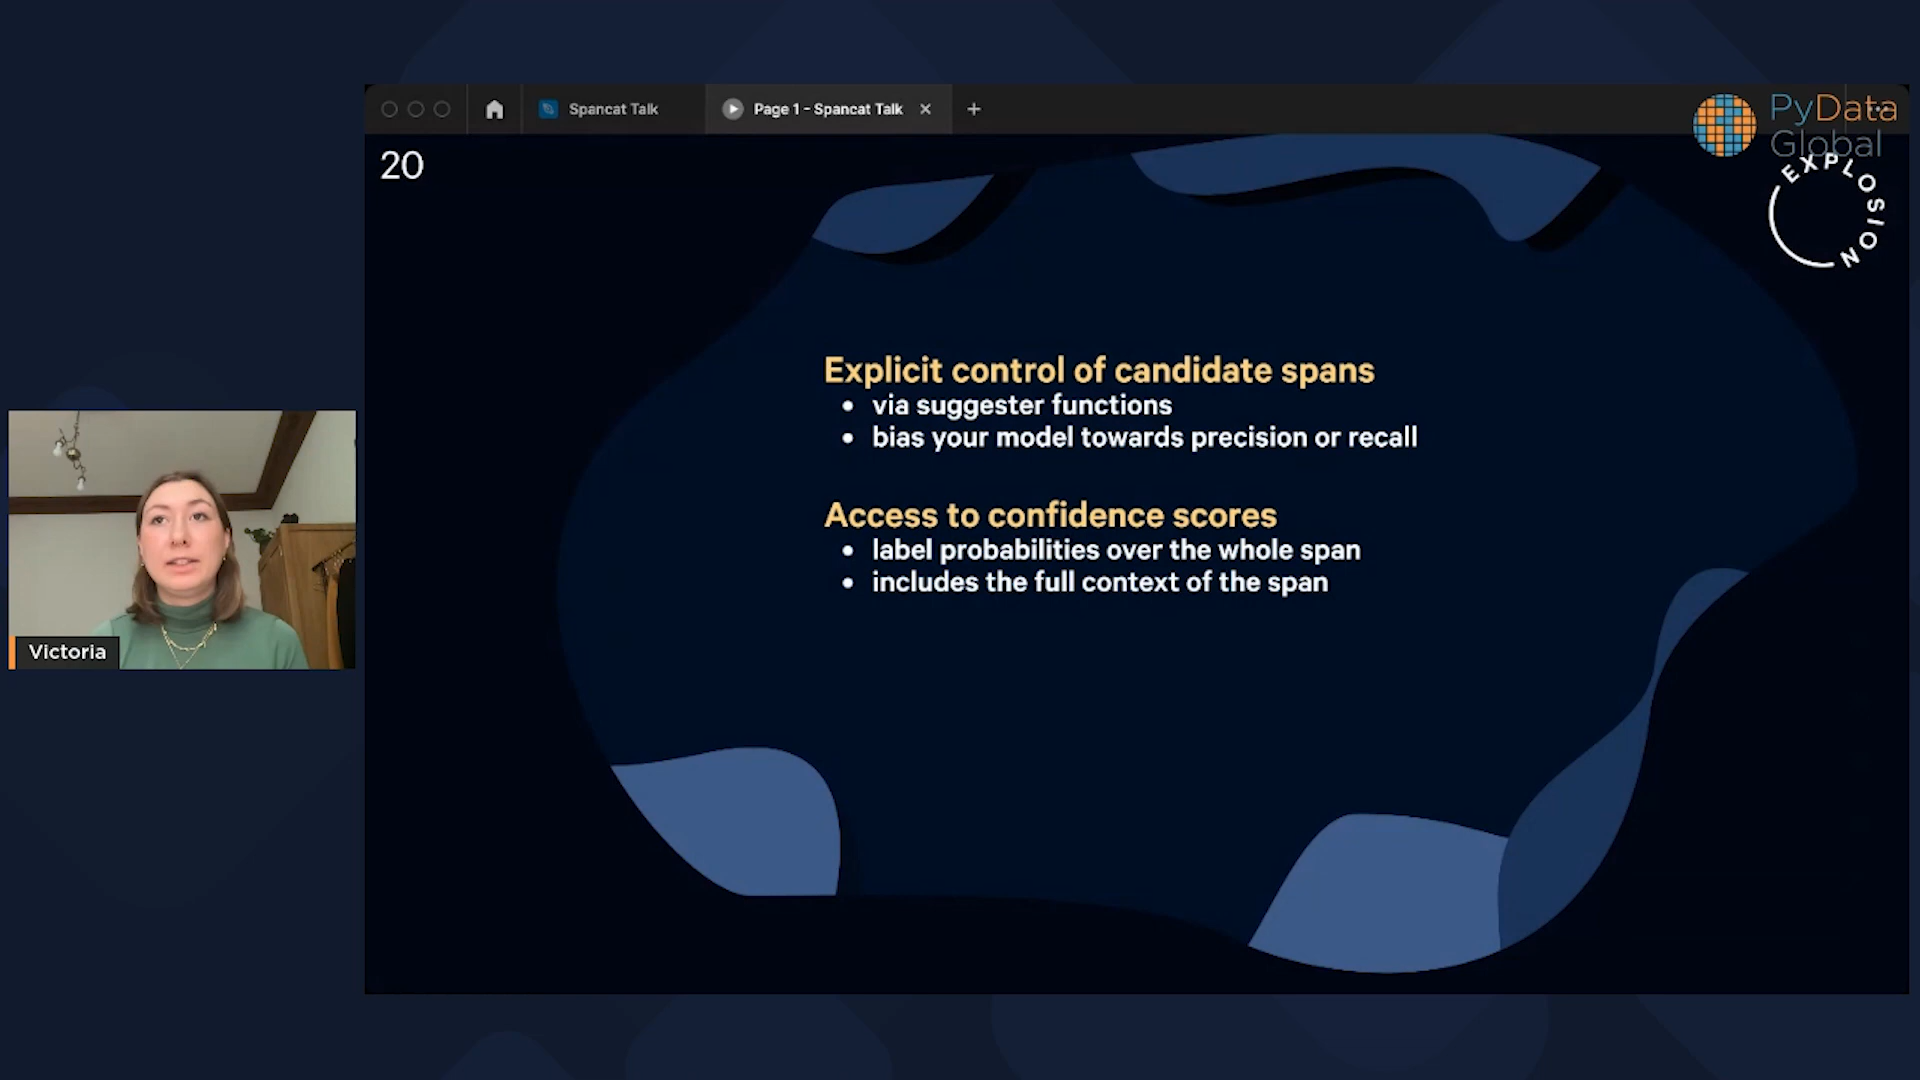 Spancat Talk
Page 1 - Spancat Talk
PyData
Global
20
EXPLOSION
Explicit control of candidate spans
• via suggester functions
• bias your model towards precision or recall
Access to confidence scores
• label probabilities over the whole span
• includes the full context of the span
Victoria